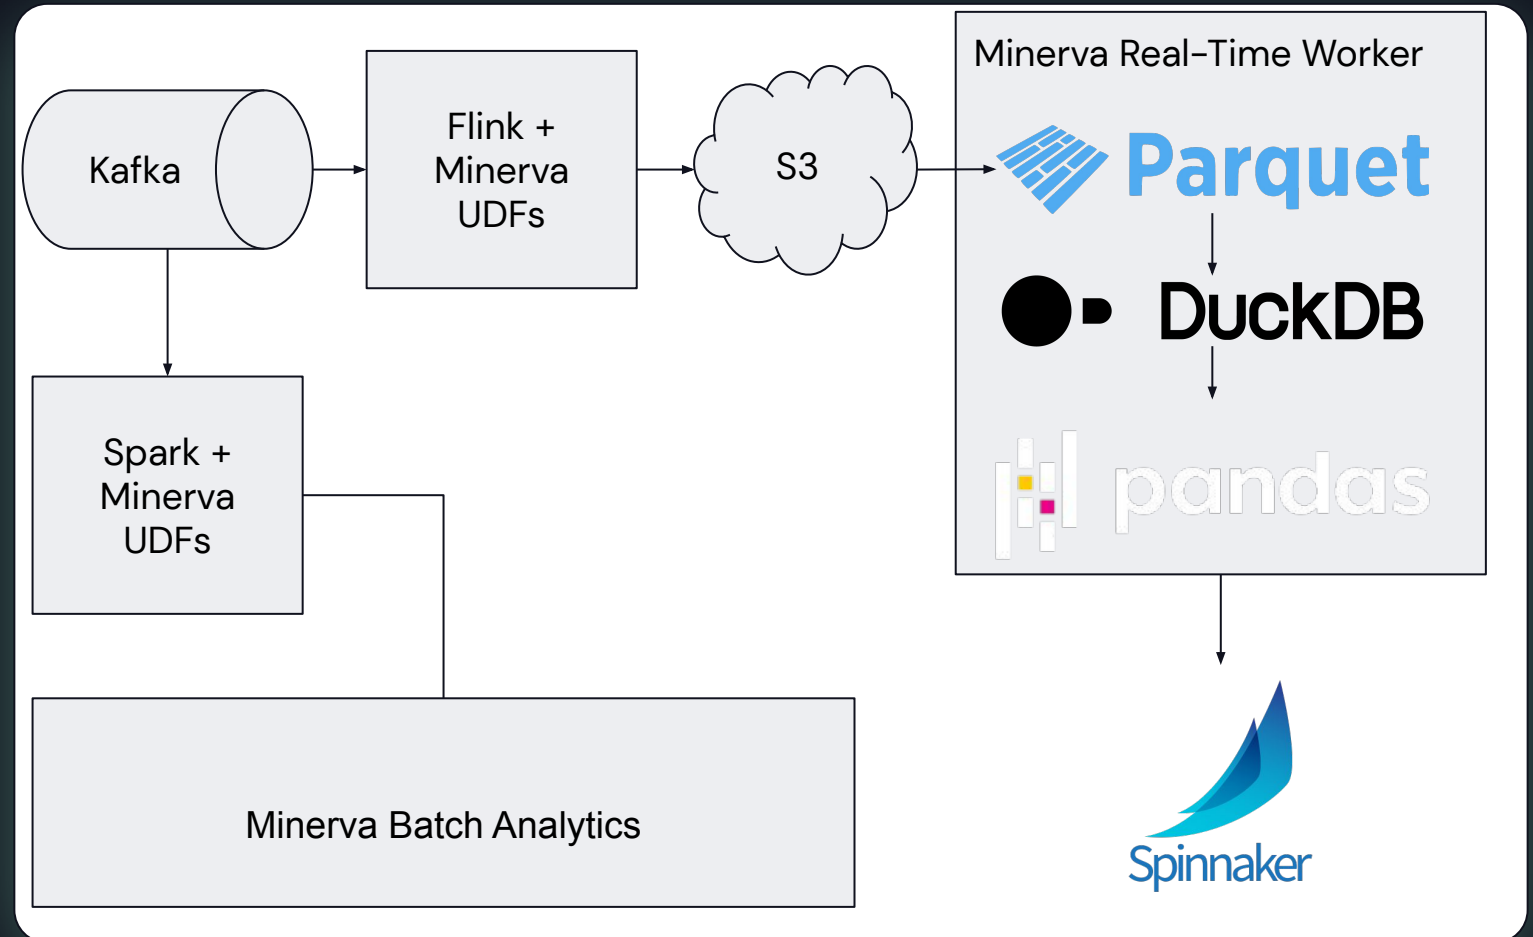 Minerva Real-Time Worker
Kafka
Flink +
Minerva
UDFs
S3
Parquet
DuckDB
pandas
Spark +
Minerva
UDFs
Minerva Batch Analytics
Spinnaker